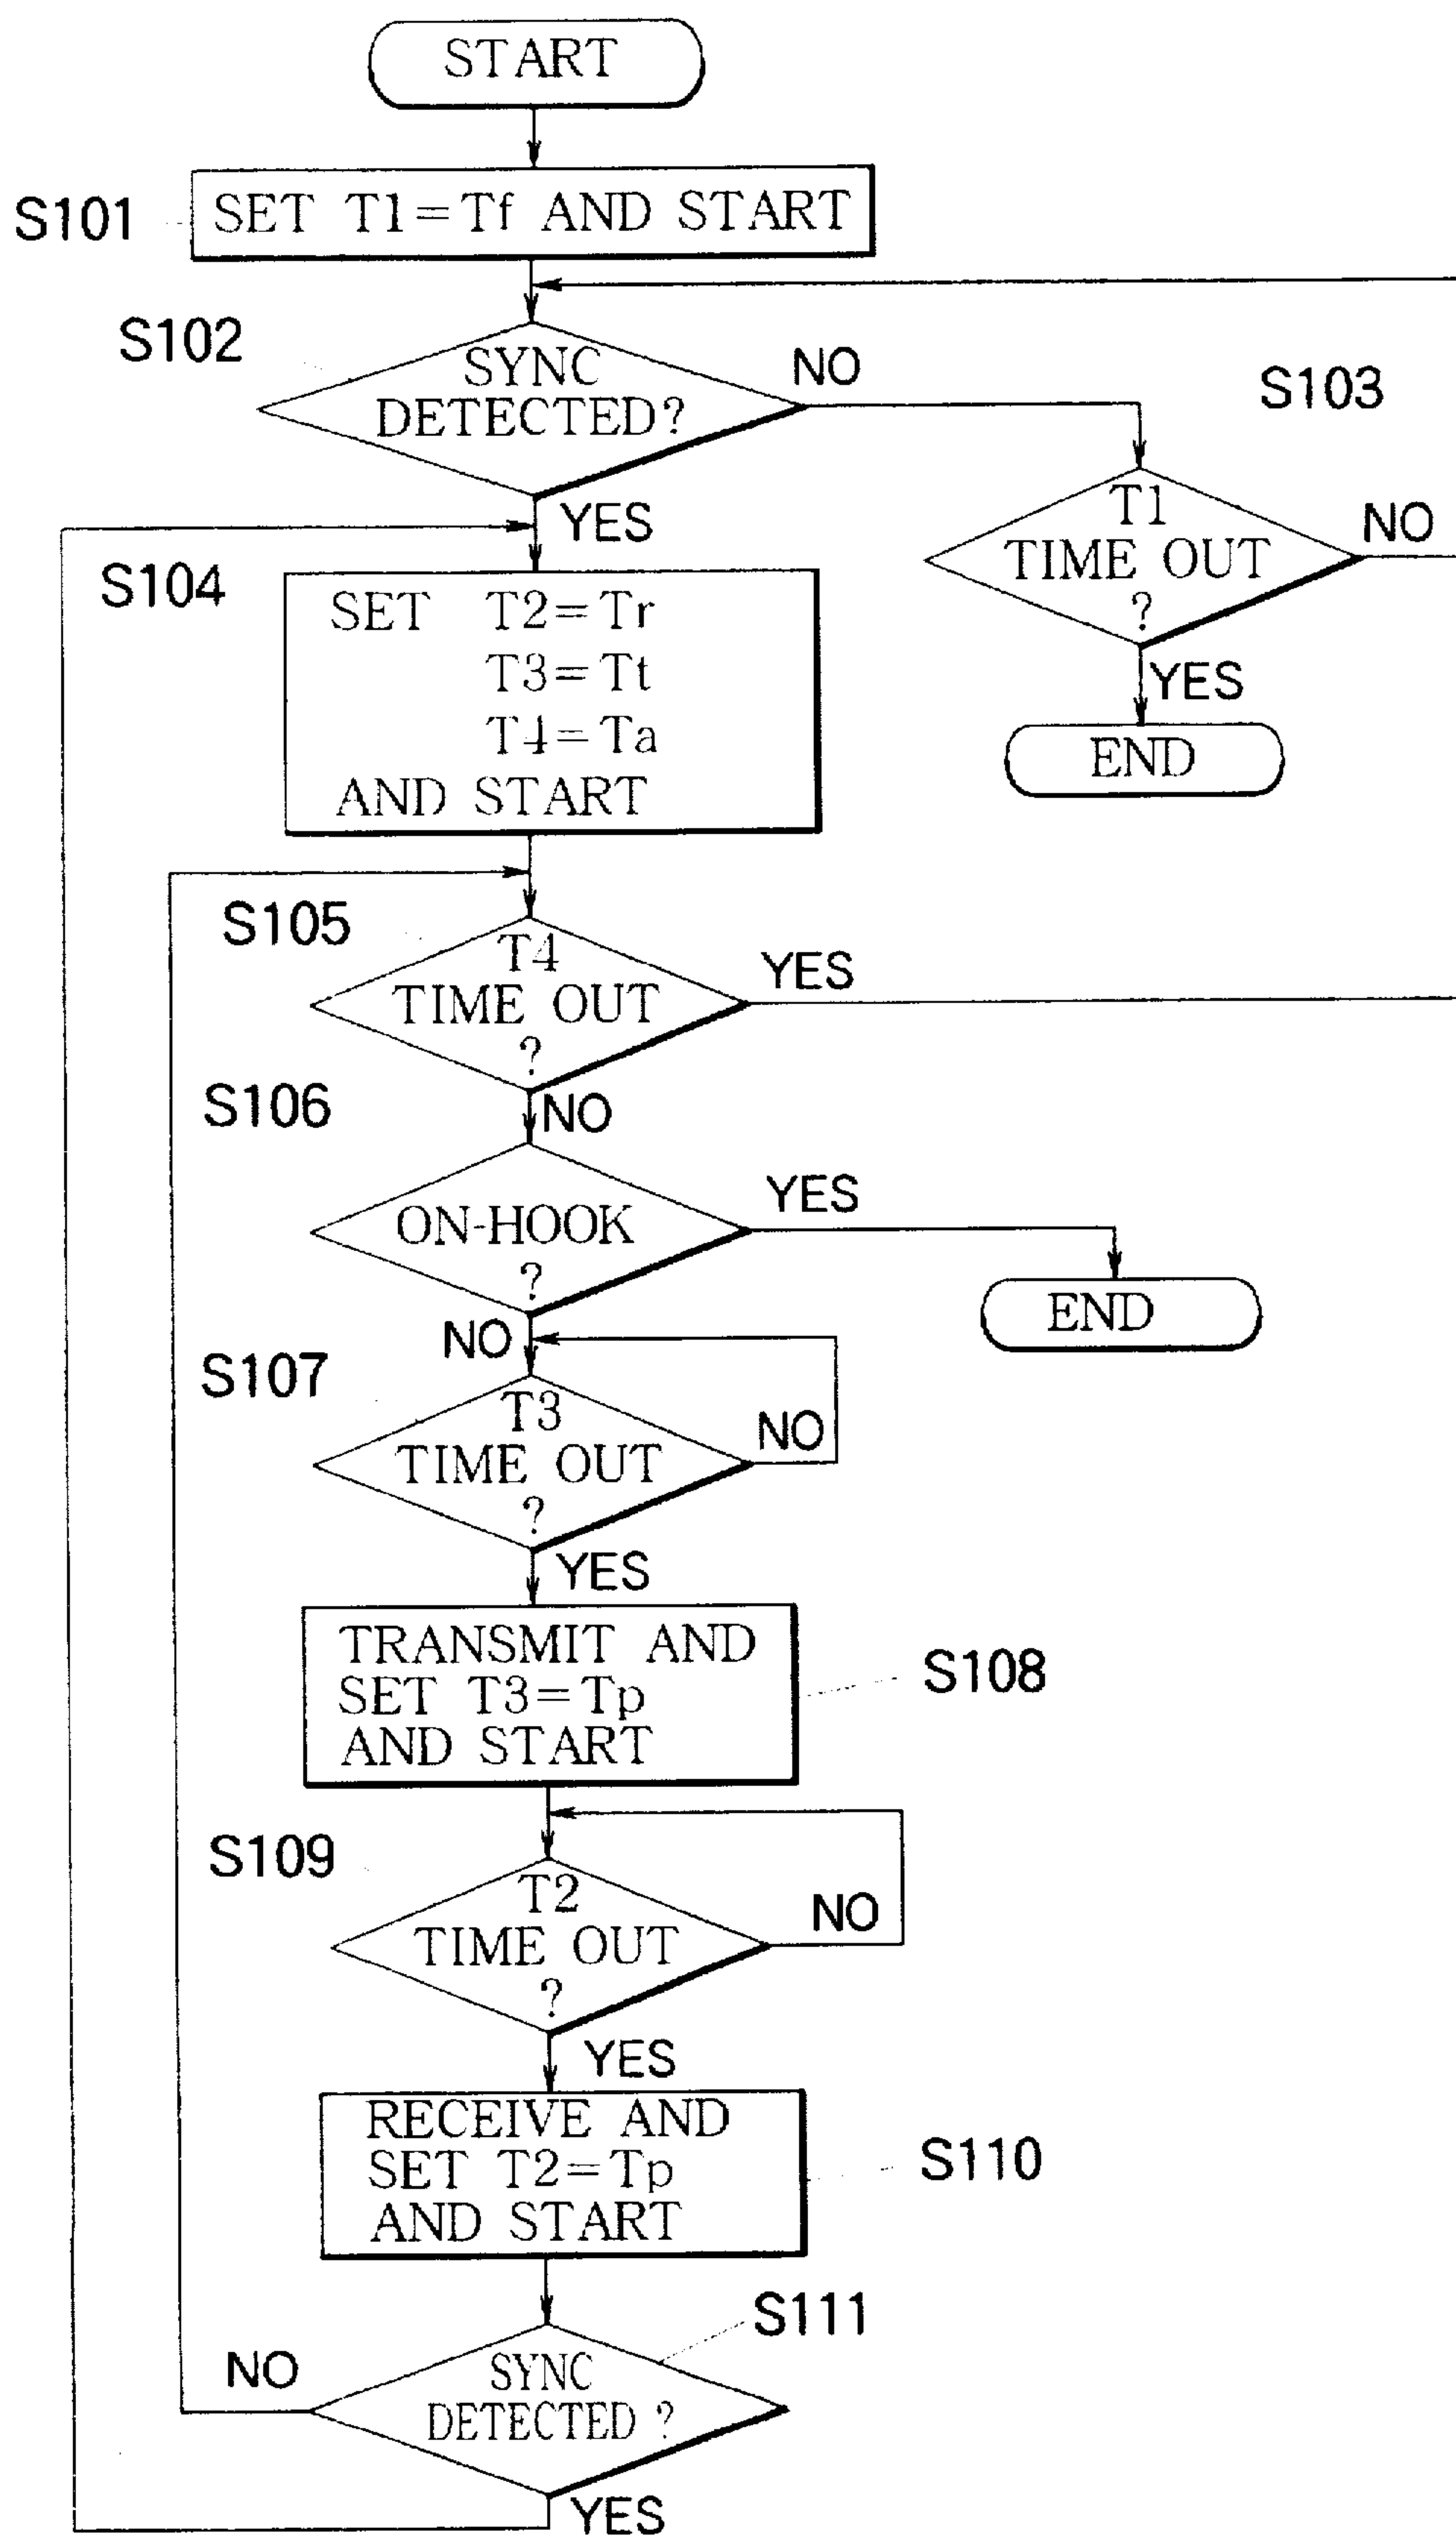 START
S101
SET T1=Tf AND START
S102
SYNC
DETECTED?
NO
S103
T1
TIME OUT
?
NO
YES
END
YES
S104
SET T2=Tr
T3=Tt
T4=Ta
AND START
S105
T4
TIME OUT
?
YES
NO
S106
ON-HOOK
?
YES
END
NO
S107
T3
TIME OUT
?
NO
YES
TRANSMIT AND
SET T3=Tp
AND START
S108
S109
T2
TIME OUT
?
NO
YES
RECEIVE AND
SET T2=Tp
AND START
S110
S111
SYNC
DETECTED ?
NO
YES